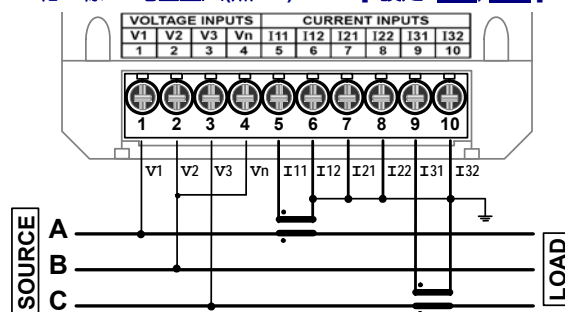 VOLTAGE INPUTS CURRENT INPUTS
V1 V2 V3 Vn I11 I12 I21 I22 I31 I32
1 2 3 4 5 6 7 8 9 10
1 2 3 4 5 6 7 8 9 10
V1 V2 V3 Vn I11 I12 I21 I22 I31 I32
SOURCE
A
B
C
LOAD